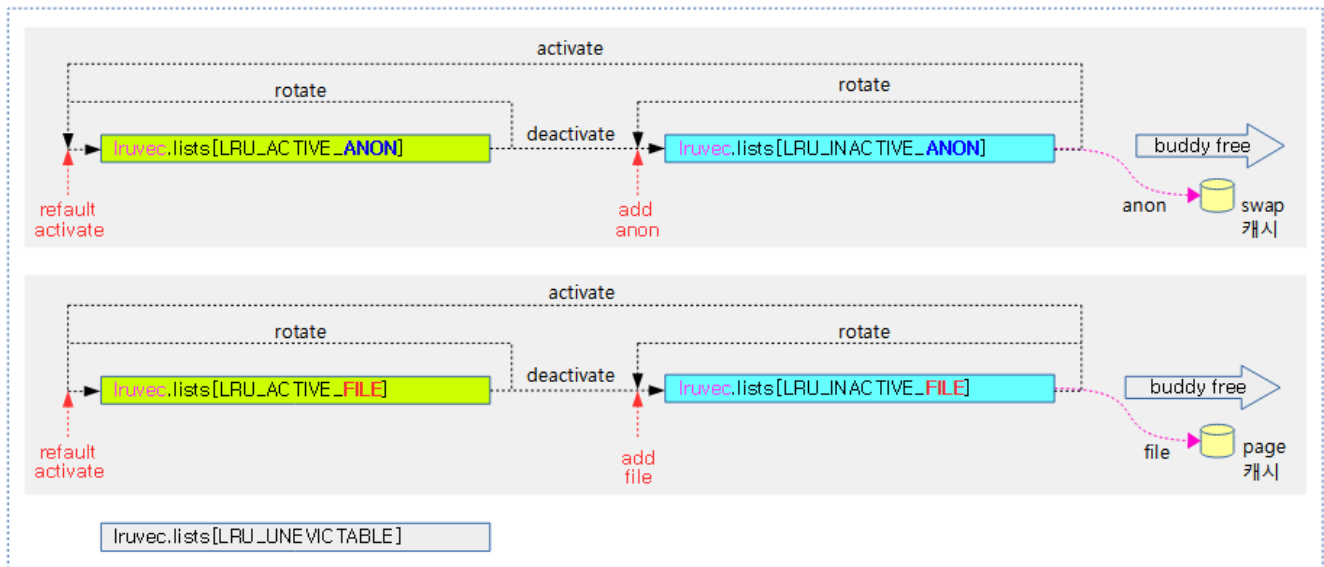 activate
rotate
rotate
deactivate
lruvec.lists[LRU_ACTIVE_ANON]
lruvec.lists[LRU_INACTIVE_ANON]
buddy free
refault
activate
add
anon
anon
swap
캐시
activate
rotate
rotate
deactivate
lruvec.lists[LRU_ACTIVE_FILE]
lruvec.lists[LRU_INACTIVE_FILE]
buddy free
refault
activate
add
file
file
page
캐시
lruvec.lists[LRU_UNEVICTABLE]